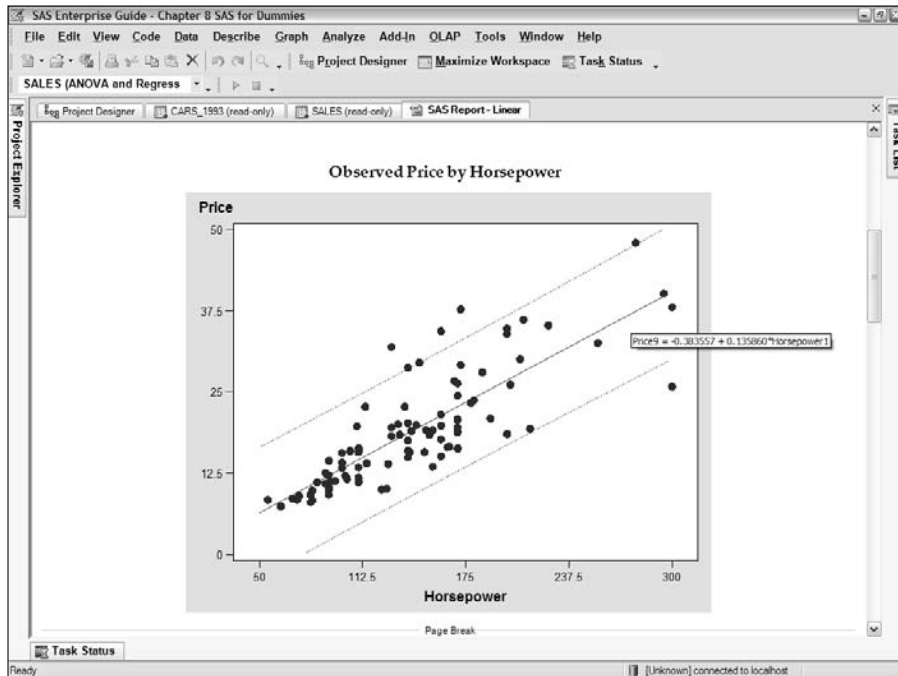 SAS Enterprise Guide - Chapter 8 SAS for Dummies
File Edit View Code Data Describe Graph Analyze Add-In OLAP Tools Window Help
Project Designer Maximize Workspace Task Status
SALES (ANOVA and Regress
Project Explorer
Project Designer CARS_1993 (read-only) SALES (read-only) SAS Report - Linear
Task List
Observed Price by Horsepower
Price
50
37.5
25
12.5
0
Price9 = -0.383557 + 0.135860*Horsepower1
50 112.5 175 237.5 300
Horsepower
Page Break
Task Status
Ready
[Unknown] connected to localhost